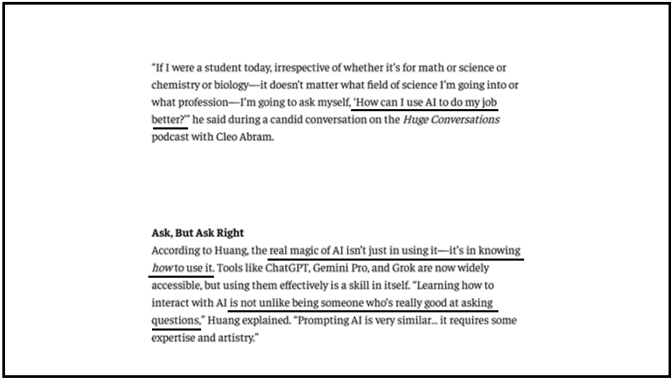 "If I were a student today, irrespective of whether it's for math or science or
chemistry or biology—it doesn't matter what field of science I'm going into or
what profession—I'm going to ask myself, 'How can I use AI to do my job
better?'" he said during a candid conversation on the Huge Conversations
podcast with Cleo Abram.
Ask, But Ask Right
According to Huang, the real magic of AI isn't just in using it—it's in knowing
how to use it. Tools like ChatGPT, Gemini Pro, and Grok are now widely
accessible, but using them effectively is a skill in itself. "Learning how to
interact with AI is not unlike being someone who's really good at asking
questions," Huang explained. "Prompting AI is very similar... it requires some
expertise and artistry."